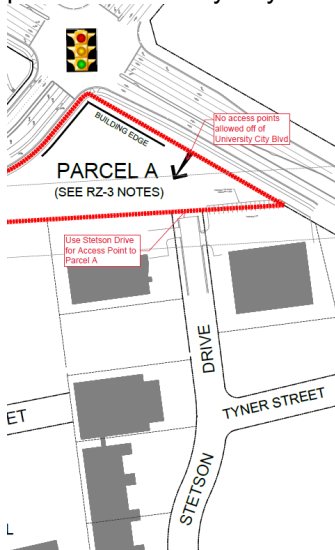 No access points
allowed off of
University City Blvd
BUILDING EDGE
PARCEL A
(SEE RZ-3 NOTES)
Use Stetson Drive
for Access Point to
Parcel A
DRIVE
TYNER STREET
ET
STETSON
L